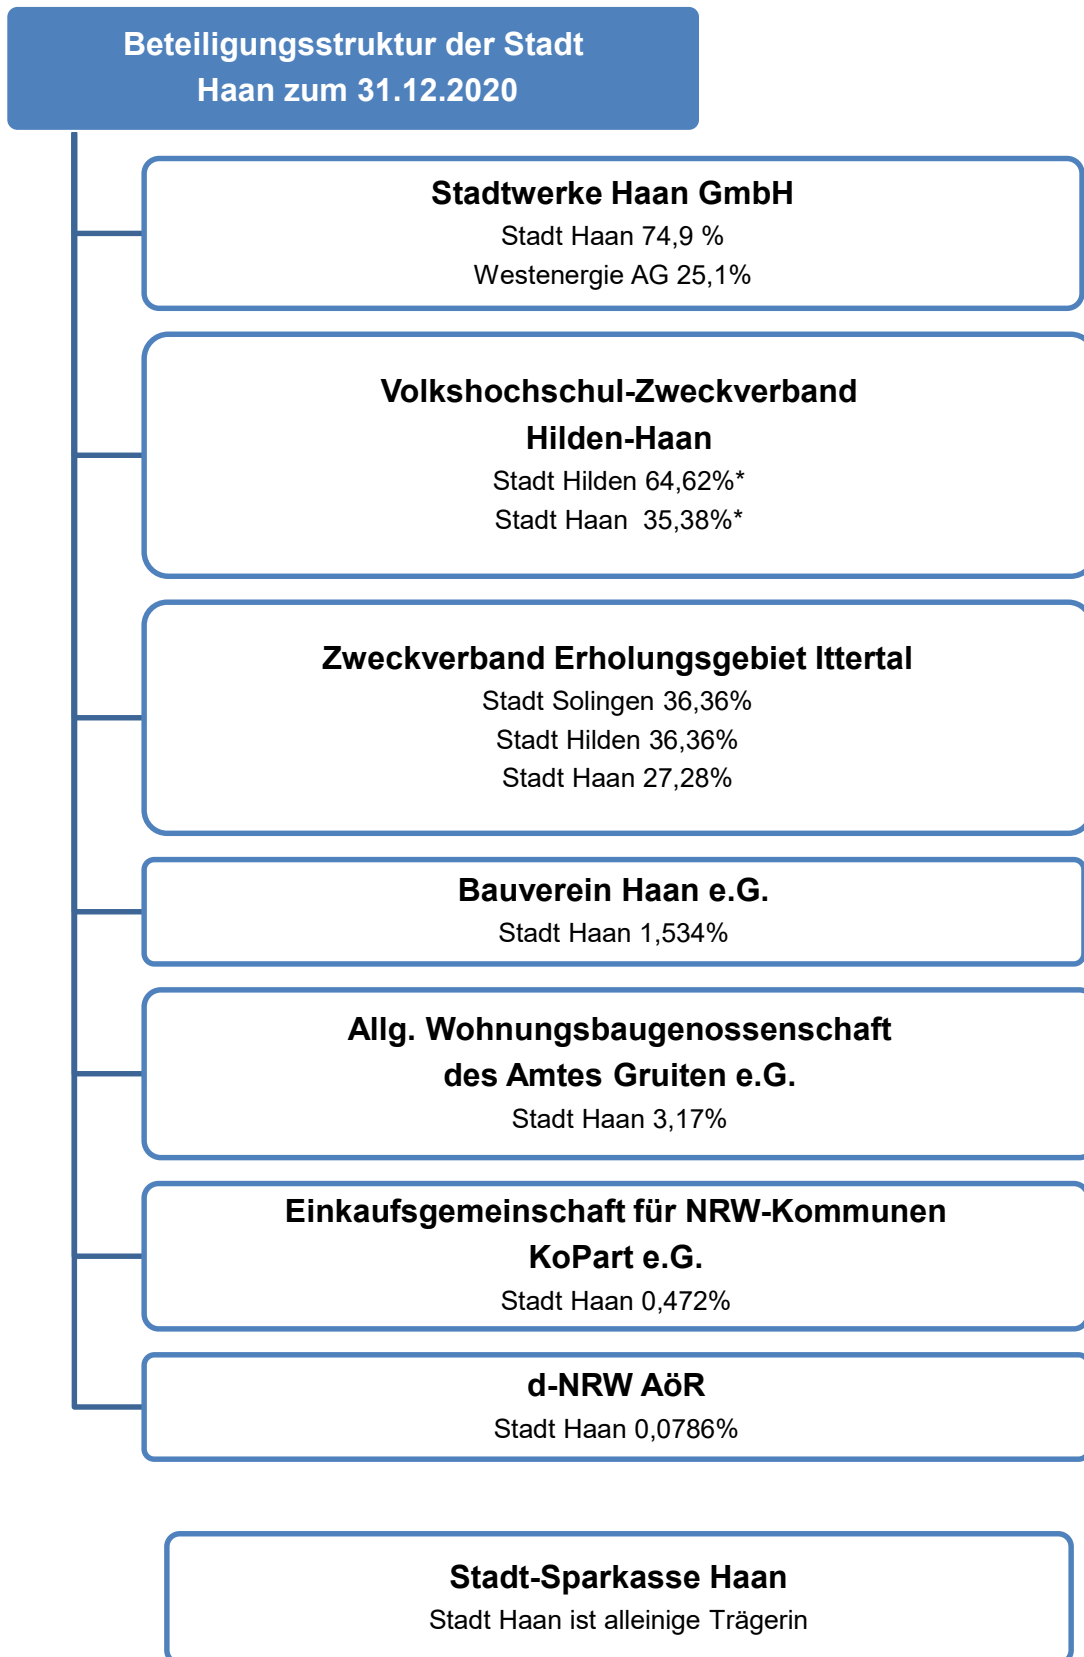 Beteiligungsstruktur der Stadt
Haan zum 31.12.2020
Stadtwerke Haan GmbH
Stadt Haan 74,9 %
Westenergie AG 25,1%
Volkshochschul-Zweckverband
Hilden-Haan
Stadt Hilden 64,62%*
Stadt Haan  35,38%*
Zweckverband Erholungsgebiet Ittertal
Stadt Solingen 36,36%
Stadt Hilden 36,36%
Stadt Haan 27,28%
Bauverein Haan e.G.
Stadt Haan 1,534%
Allg. Wohnungsbaugenossenschaft
des Amtes Gruiten e.G.
Stadt Haan 3,17%
Einkaufsgemeinschaft für NRW-Kommunen
KoPart e.G.
Stadt Haan 0,472%
d-NRW AöR
Stadt Haan 0,0786%
Stadt-Sparkasse Haan
Stadt Haan ist alleinige Trägerin